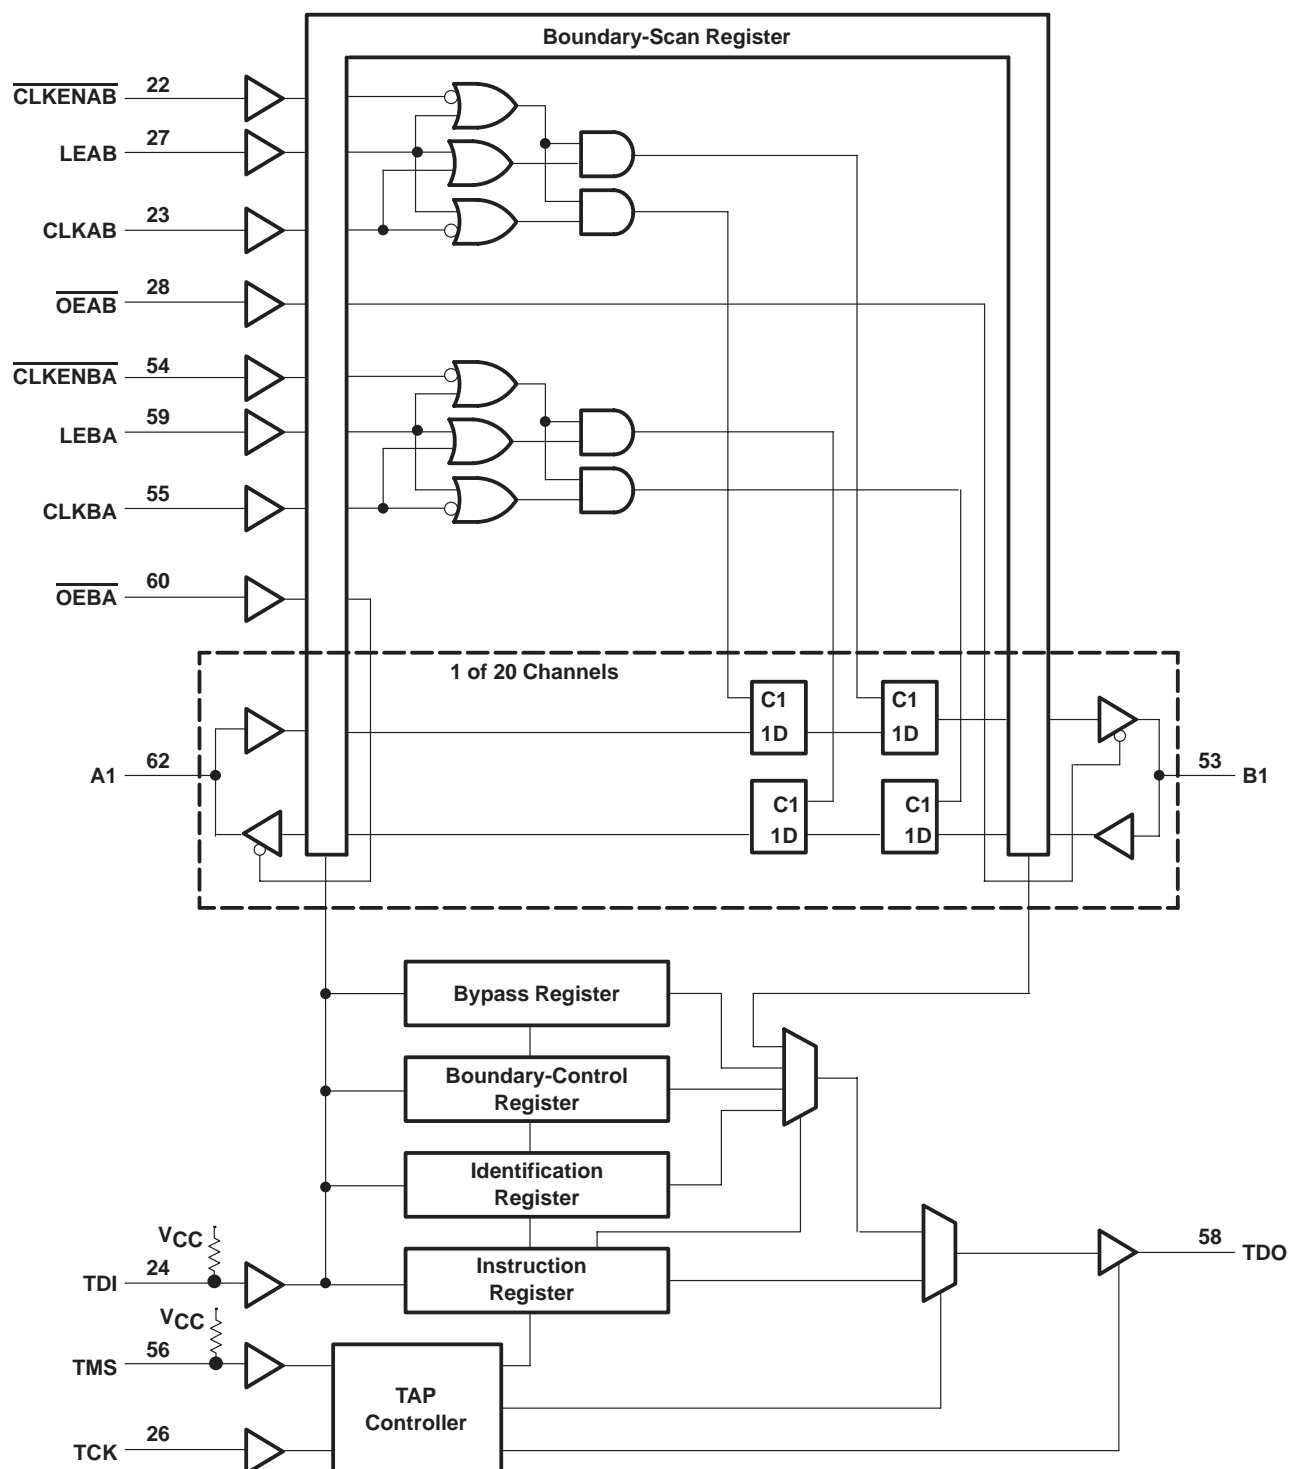 Boundary-Scan Register
CLKENAB 22
LEAB 27
CLKAB 23
OEAB 28
CLKENBA 54
LEBA 59
CLKBA 55
OEBA 60
1 of 20 Channels
C1
1D
C1
1D
A1 62
53 B1
C1
1D
C1
1D
Bypass Register
Boundary-Control
Register
Identification
Register
VCC
TDI 24
Instruction
Register
58 TDO
VCC
TMS 56
TAP
Controller
TCK 26